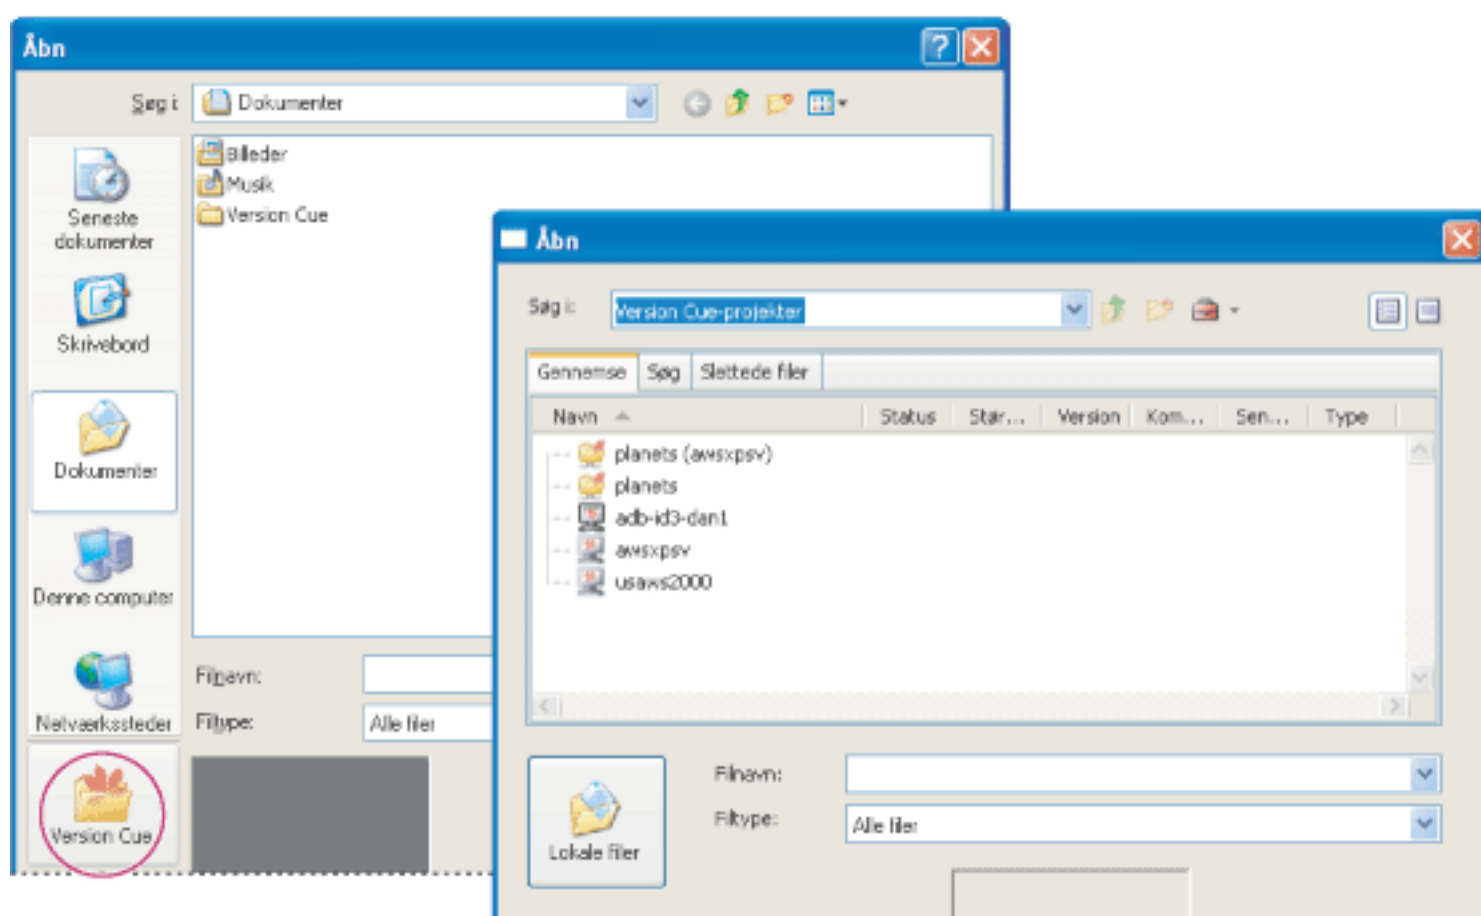 Åbn
?
Søg i:
Dokumenter
Billeder
Musik
Version Cue
Seneste
dokumenter
Skrivebord
Dokumenter
Denne computer
Netværkssteder
Version Cue
Filnavn:
Filtype:
Alle filer
Åbn
Søg i:
Version Cue-projekter
Gennemse
Søg
Slettede filer
Navn
Status
Stør...
Version
Kom...
Sen...
Type
planets (awsxpsv)
planets
adb-id3-dan1
awsxpsv
usaws2000
Lokale filer
Filnavn:
Filtype:
Alle filer